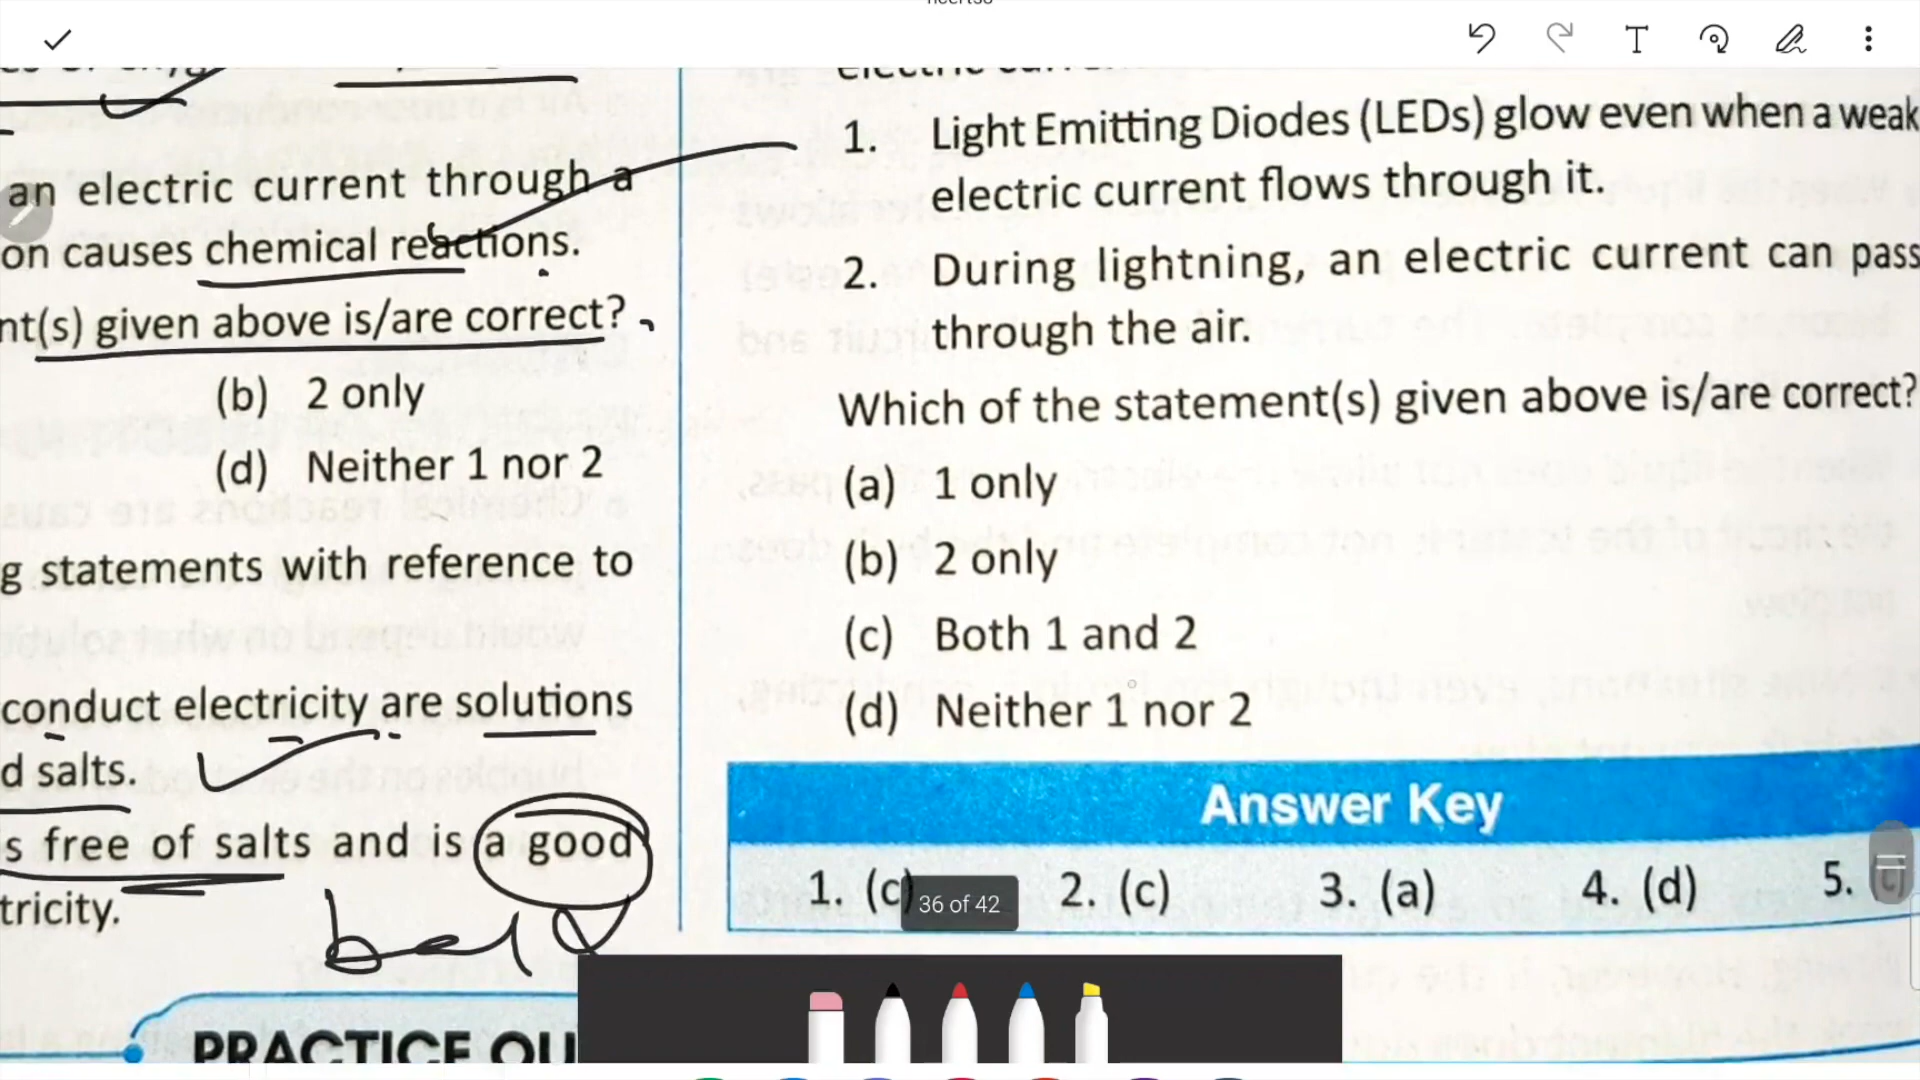 an electric current through a
on causes chemical reactions.
nt(s) given above is/are correct?
(b) 2 only
(d) Neither 1 nor 2
g statements with reference to
conduct electricity are solutions
d salts.
s free of salts and is a good
tricity.
bad
PRACTICE QU
1. Light Emitting Diodes (LEDs) glow even when a weak
electric current flows through it.
2. During lightning, an electric current can pass
through the air.
Which of the statement(s) given above is/are correct?
(a) 1 only
(b) 2 only
(c) Both 1 and 2
(d) Neither 1 nor 2
Answer Key
1. (c) 2. (c) 3. (a) 4. (d) 5. (c)
36 of 42
T